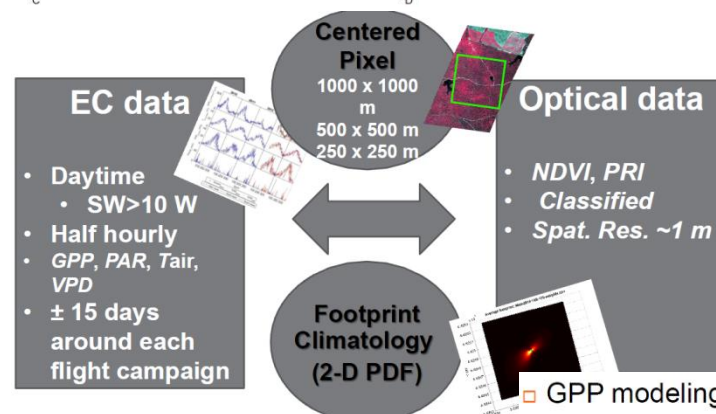 Centered
Pixel
1000 x 1000
m
500 x 500 m
250 x 250 m
EC data
• Daytime
• SW>10 W
• Half hourly
• GPP, PAR, Tair,
VPD
• ± 15 days
around each
flight campaign
Optical data
• NDVI, PRI
• Classified
• Spat. Res. ~1 m
Footprint
Climatology
(2-D PDF)
GPP modeling